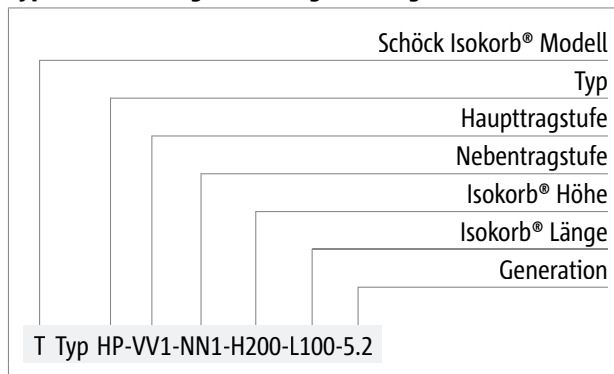 Schöck Isokorb® Modell
Typ
Haupttragstufe
Nebentragstufe
Isokorb® Höhe
Isokorb® Länge
Generation
T Typ HP-VV1-NN1-H200-L100-5.2